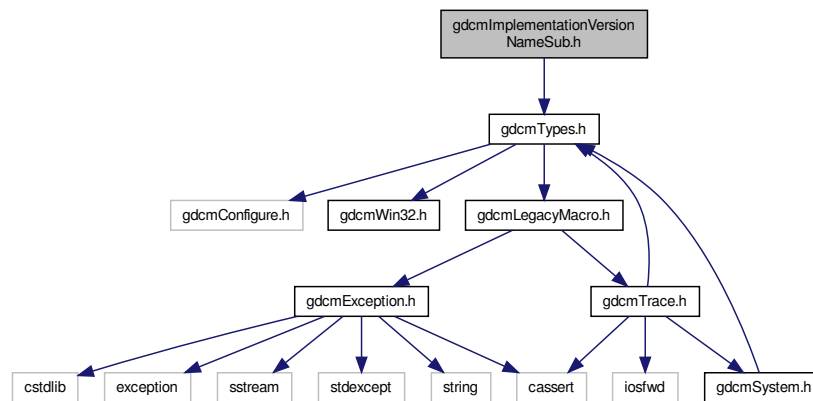 gdcmImplementationVersion
NameSub.h
gdcmTypes.h
gdcmConfigure.h
gdcmWin32.h
gdcmLegacyMacro.h
gdcmException.h
gdcmTrace.h
cstdlib
exception
sstream
stdexcept
string
cassert
iosfwd
gdcmSystem.h